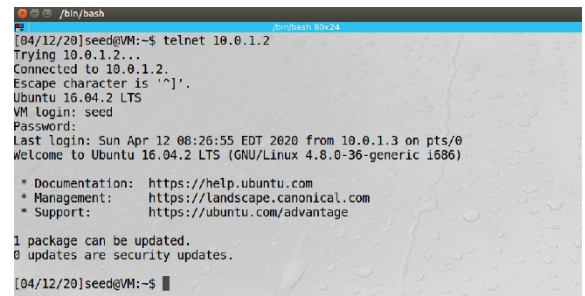 /bin/bash
/bin/bash 80x24
[04/12/20]seed@VM:~$ telnet 10.0.1.2
Trying 10.0.1.2...
Connected to 10.0.1.2.
Escape character is '^]'.
Ubuntu 16.04.2 LTS
VM login: seed
Password:
Last login: Sun Apr 12 08:26:55 EDT 2020 from 10.0.1.3 on pts/0
Welcome to Ubuntu 16.04.2 LTS (GNU/Linux 4.8.0-36-generic i686)
* Documentation: https://help.ubuntu.com
* Management: https://landscape.canonical.com
* Support: https://ubuntu.com/advantage
1 package can be updated.
0 updates are security updates.
[04/12/20]seed@VM:~$